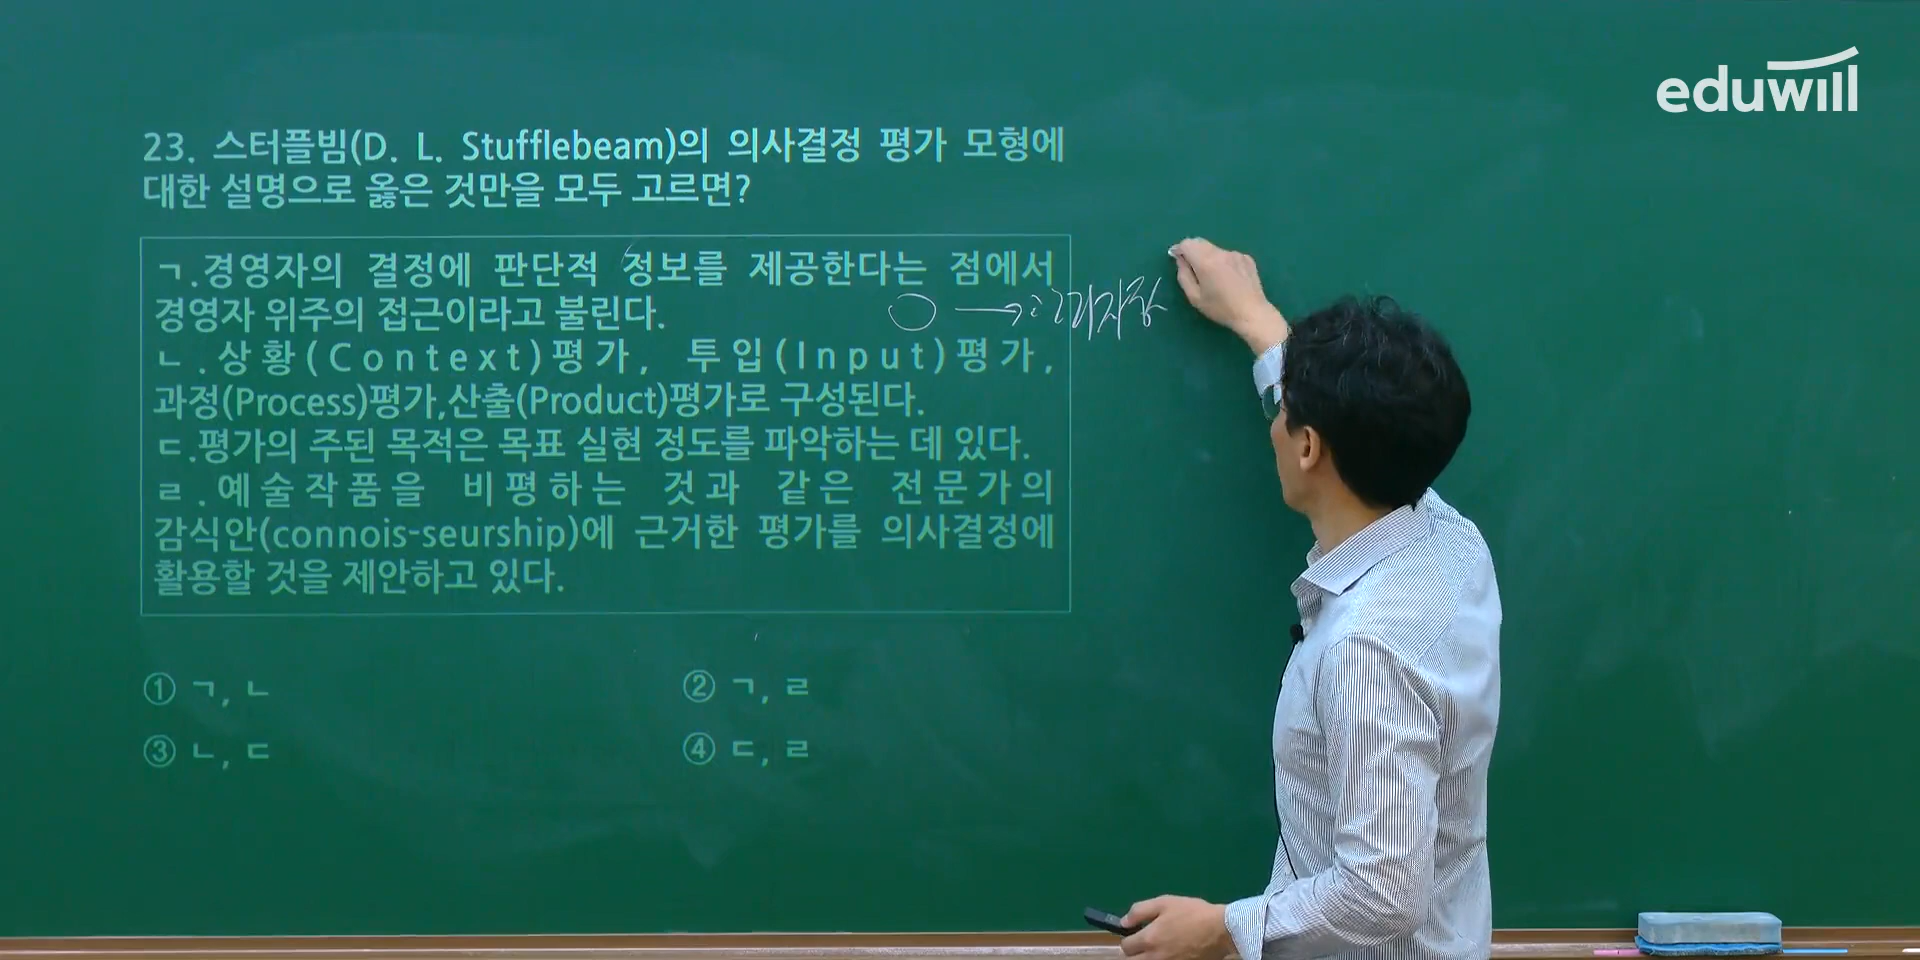 eduwill
23. 스터플빔(D. L. Stufflebeam)의 의사결정 평가 모형에
대한 설명으로 옳은 것만을 모두 고르면?
ㄱ.경영자의 결정에 판단적 정보를 제공한다는 점에서
경영자 위주의 접근이라고 불린다.
ㄴ.상황(Context)평가, 투입(Input)평가,
과정(Process)평가,산출(Product)평가로 구성된다.
ㄷ.평가의 주된 목적은 목표 실현 정도를 파악하는 데 있다.
ㄹ.예술작품을 비평하는 것과 같은 전문가의
감식안(connois-seurship)에 근거한 평가를 의사결정에
활용할 것을 제안하고 있다.
① ㄱ, ㄴ
② ㄱ, ㄹ
③ ㄴ, ㄷ
④ ㄷ, ㄹ